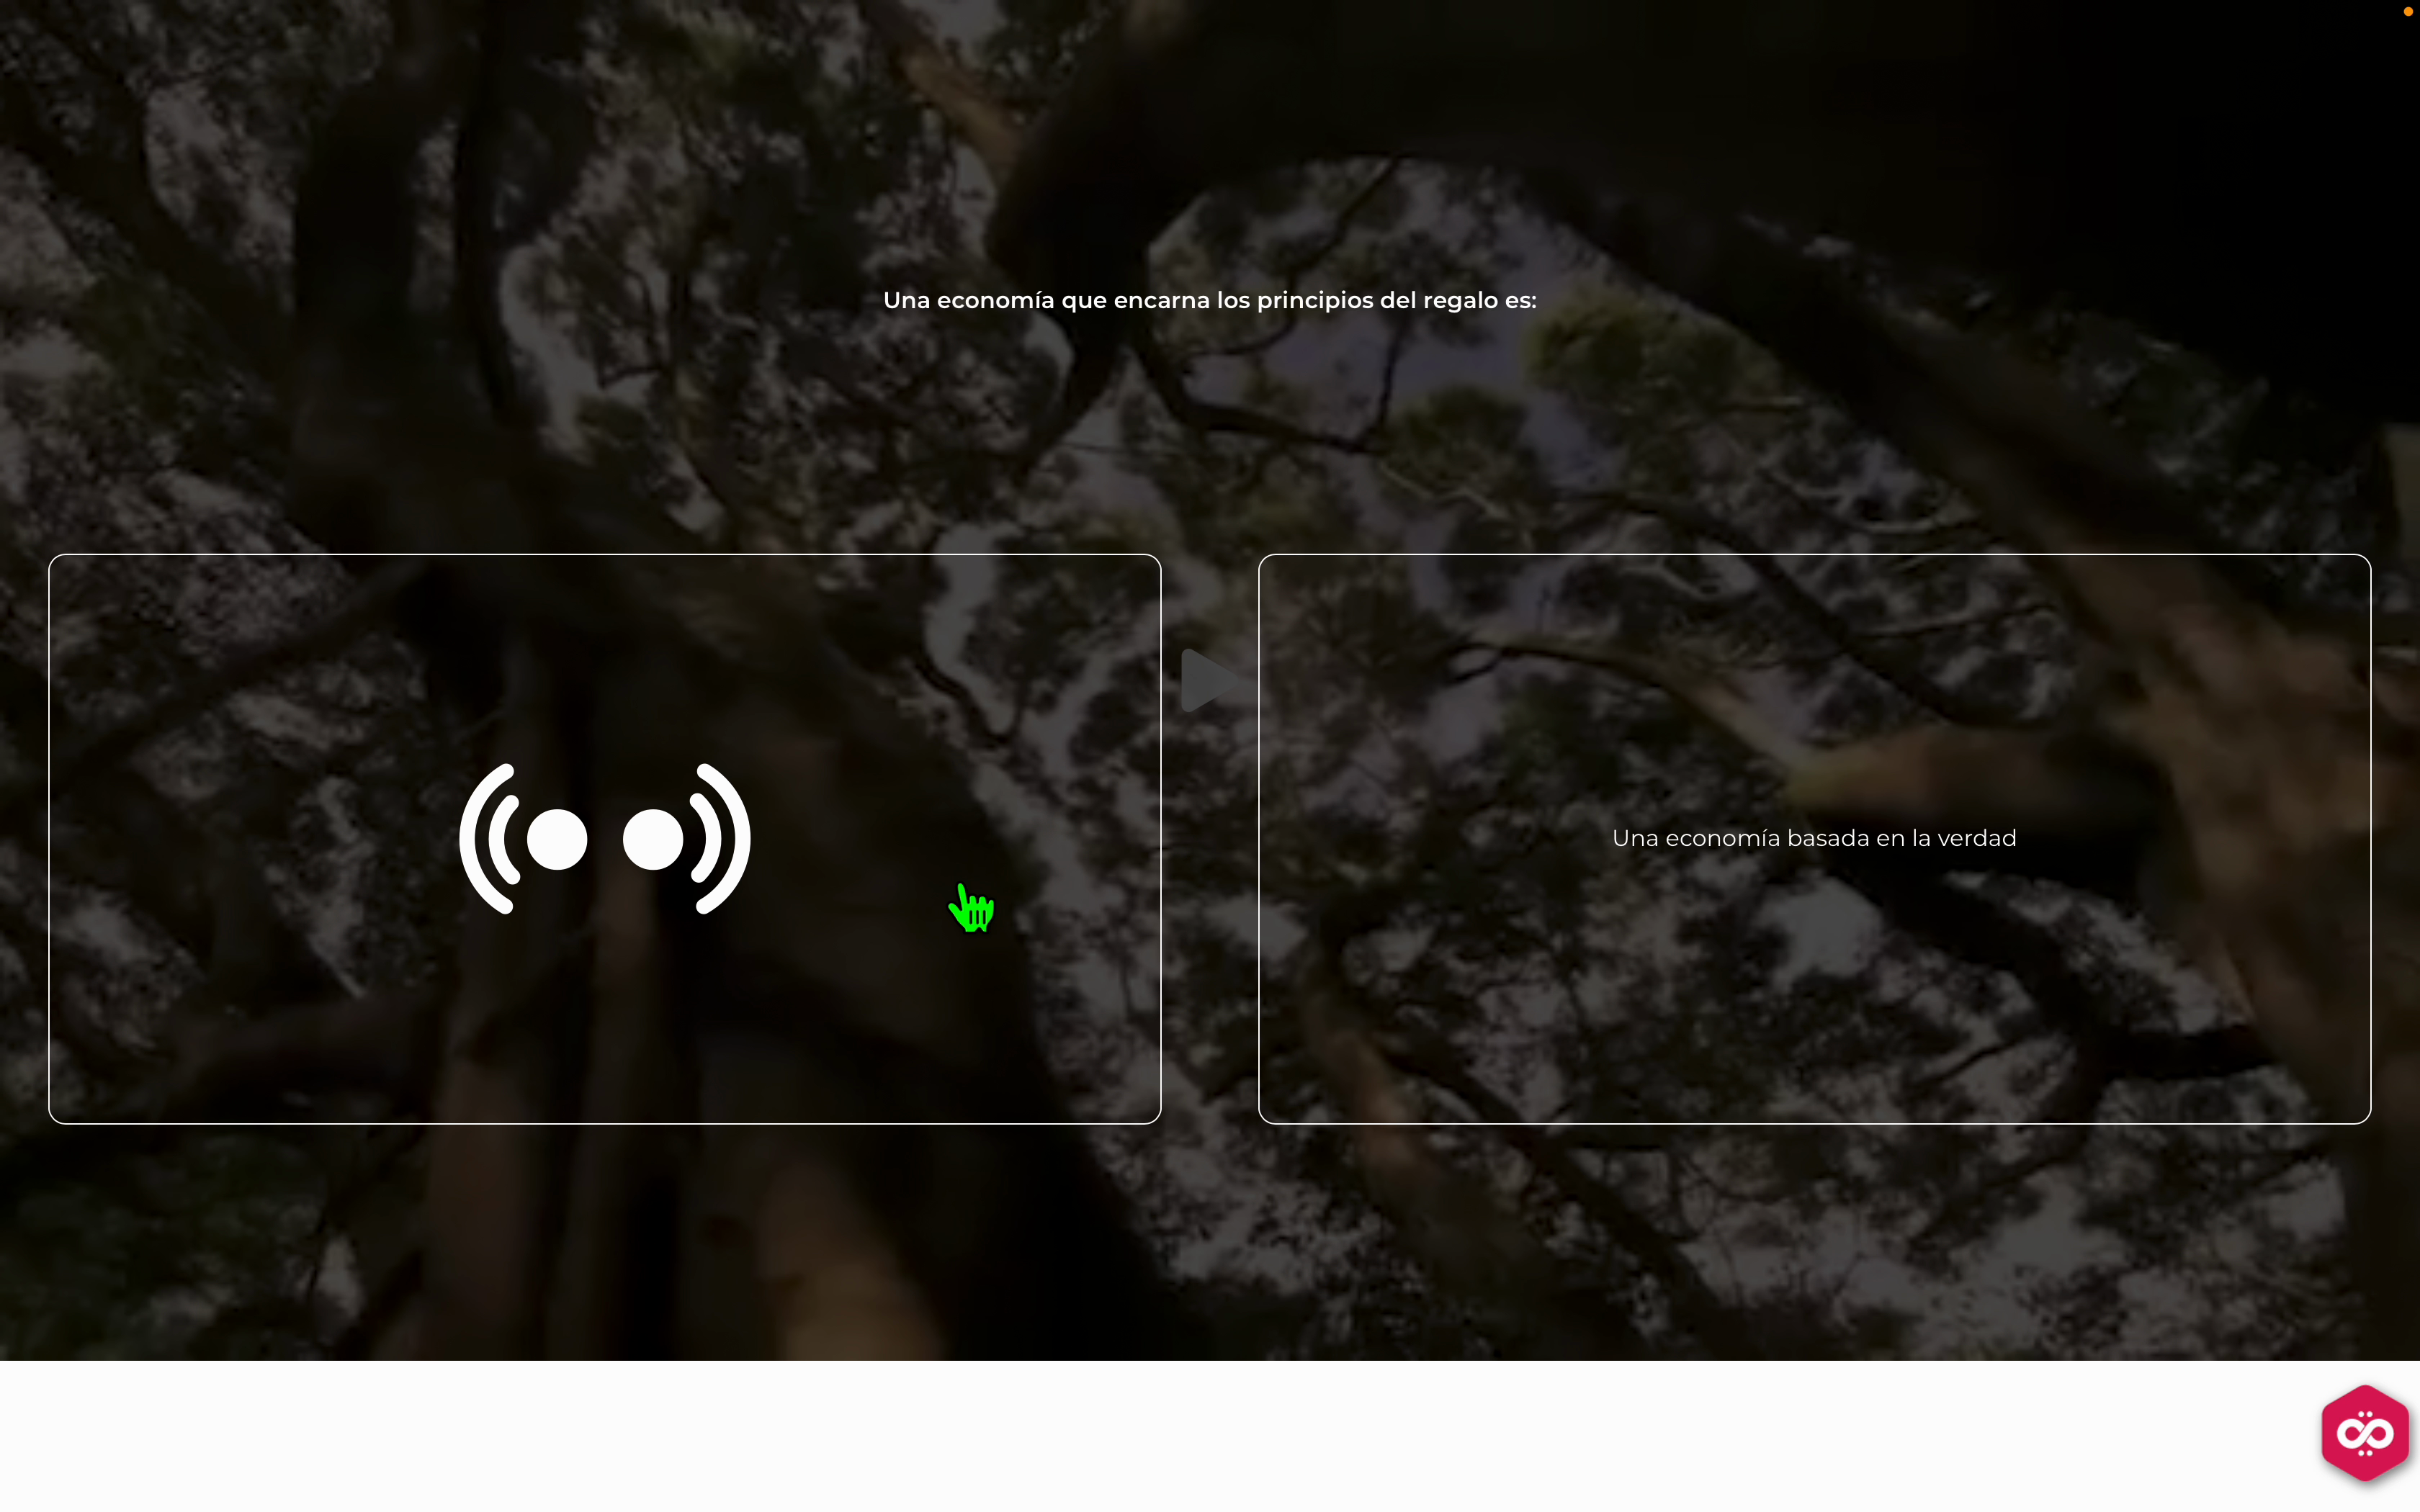 Una economía que encarna los principios del regalo es:
Una economía basada en la verdad